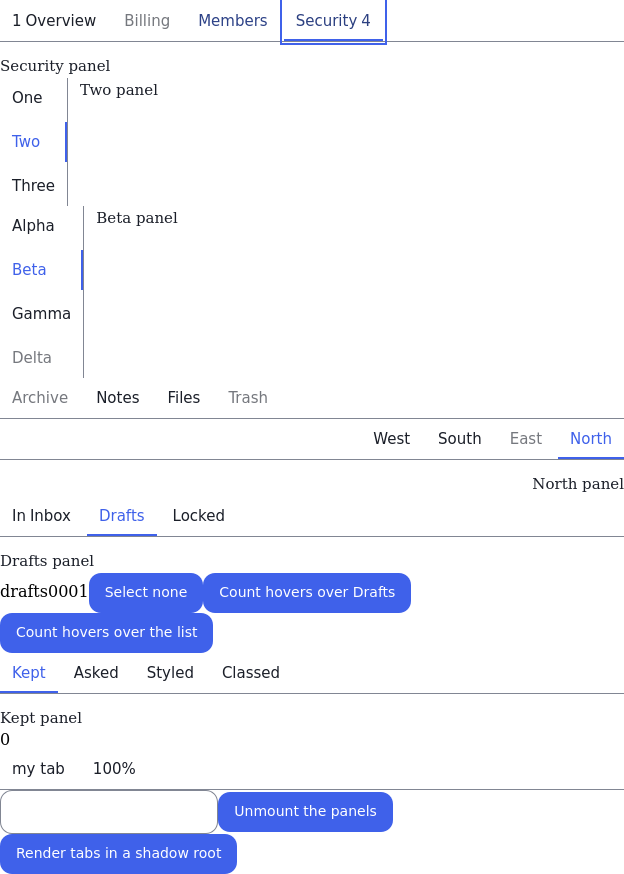 1 Overview Billing Members Security 4
Security panel
One Two panel
Two
Three
Alpha Beta panel
Beta
Gamma
Delta
Archive Notes Files Trash
West South East North
North panel
In Inbox Drafts Locked
Drafts panel
drafts0001 Select none Count hovers over Drafts
Count hovers over the list
Kept Asked Styled Classed
Kept panel
0
my tab 100%
Unmount the panels
Render tabs in a shadow root